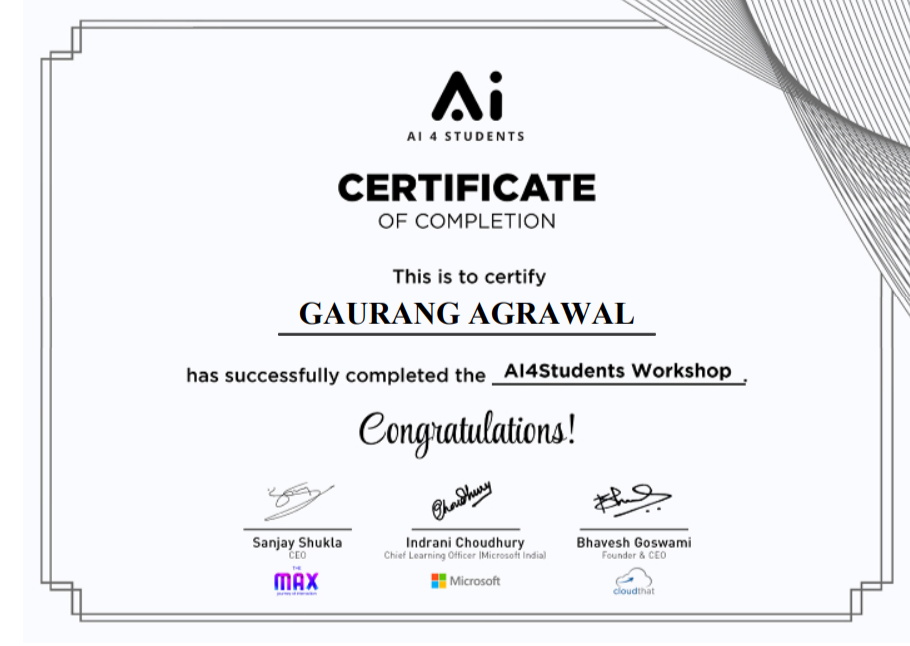 Ai
AI 4 STUDENTS
CERTIFICATE
OF COMPLETION
This is to certify
GAURANG AGRAWAL
has successfully completed the AI4Students Workshop .
Congratulations!
Choudhury
Sanjay Shukla Indrani Choudhury Bhavesh Goswami
CEO Chief Learning Officer (Microsoft India) Founder & CEO
THE
MAX Microsoft cloudthat